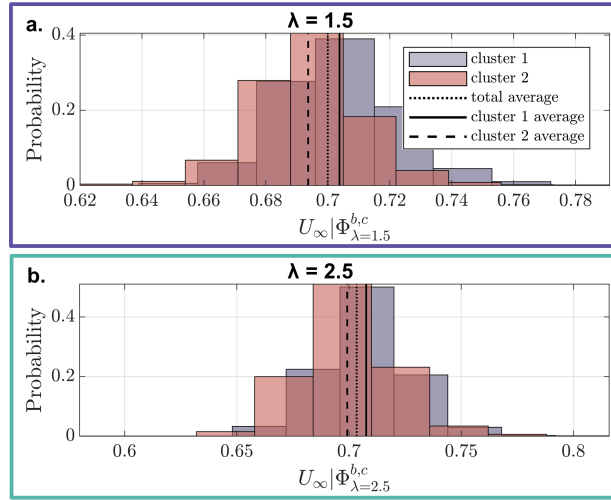 a.
λ = 1.5
0.4
0.2
0
Probability
cluster 1
cluster 2
total average
cluster 1 average
cluster 2 average
0.62 0.64 0.66 0.68 0.7 0.72 0.74 0.76 0.78
U∞|Φ^{b,c}_{λ=1.5}
b.
λ = 2.5
0.4
0.2
0
Probability
0.6 0.65 0.7 0.75 0.8
U∞|Φ^{b,c}_{λ=2.5}